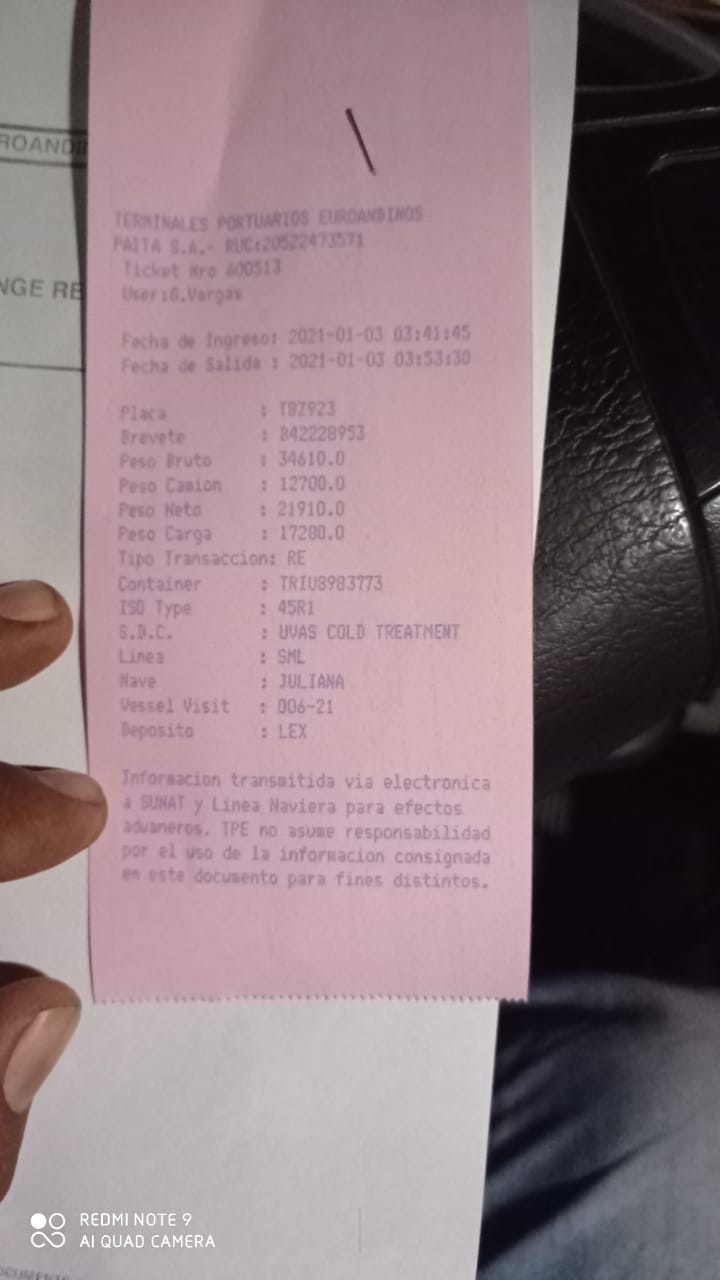 ROANDI
NGE RE
TERMINALES PORTUARIOS EUROANDINOS
PAITA S.A.- RUC:20522473571
Ticket Nro 600513
User:G.Vargas
Fecha de Ingreso: 2021-01-03 03:41:45
Fecha de Salida : 2021-01-03 03:53:30
Placa : T8Z923
Brevete : B42228953
Peso Bruto : 34610.0
Peso Camion : 12700.0
Peso Neto : 21910.0
Peso Carga : 17280.0
Tipo Transaccion: RE
Container : TRIU8983773
ISO Type : 45R1
S.D.C. : UVAS COLD TREATMENT
Linea : SML
Nave : JULIANA
Vessel Visit : 006-21
Deposito : LEX
Informacion transmitida via electronica
a SUNAT y Linea Naviera para efectos
aduaneros. TPE no asume responsabilidad
por el uso de la informacion consignada
en este documento para fines distintos.
REDMI NOTE 9
AI QUAD CAMERA